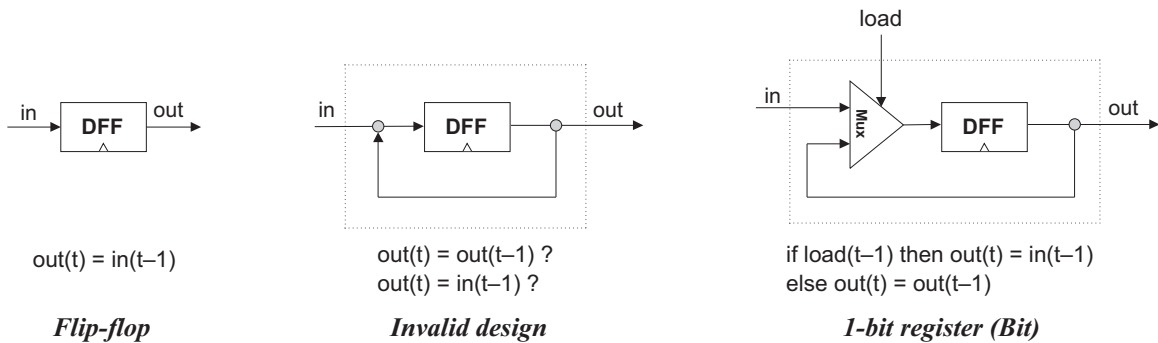 in
DFF
out
out(t) = in(t–1)
Flip-flop
in
DFF
out
out(t) = out(t–1) ?
out(t) = in(t–1) ?
Invalid design
load
in
Mux
DFF
out
if load(t–1) then out(t) = in(t–1)
else out(t) = out(t–1)
1-bit register (Bit)